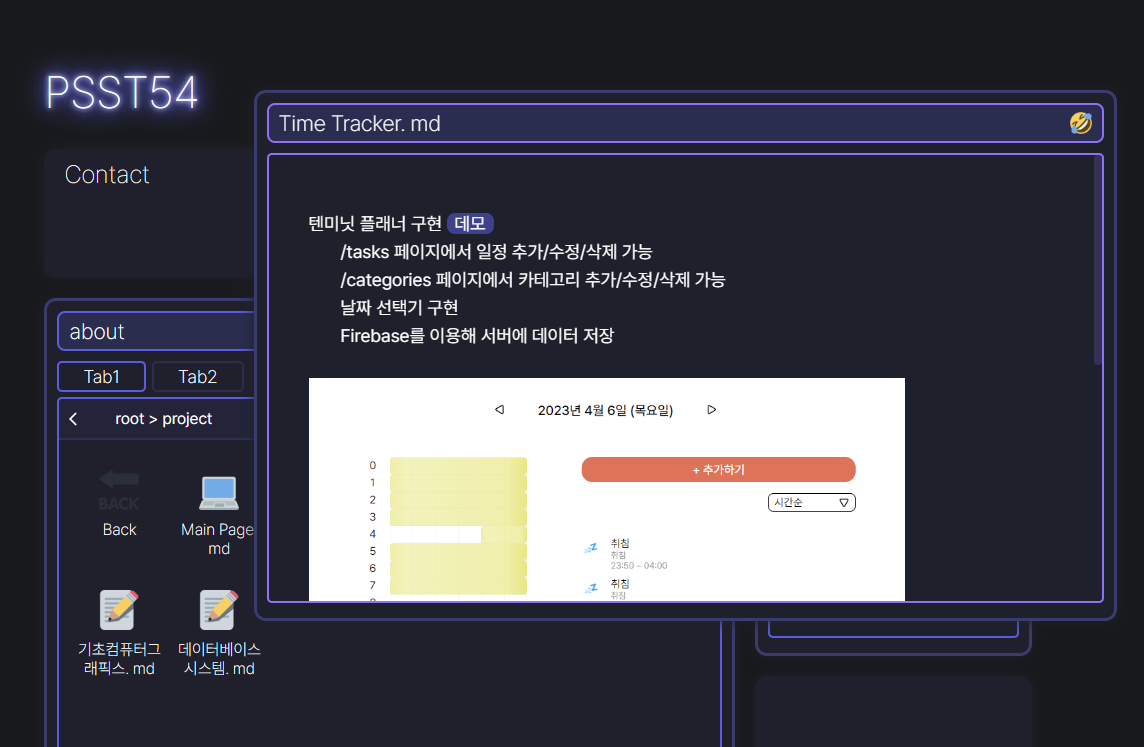 PSST54
Contact
Time Tracker. md
텐미닛 플래너 구현 데모
/tasks 페이지에서 일정 추가/수정/삭제 가능
/categories 페이지에서 카테고리 추가/수정/삭제 가능
날짜 선택기 구현
Firebase를 이용해 서버에 데이터 저장
2023년 4월 6일 (목요일)
0
1
2
3
4
5
6
7
+ 추가하기
시간순
취침
취침
23:50 ~ 04:00
취침
취침
about
Tab1 Tab2
root > project
BACK
Back
Main Page
md
기초컴퓨터그
래픽스. md
데이터베이스
시스템. md